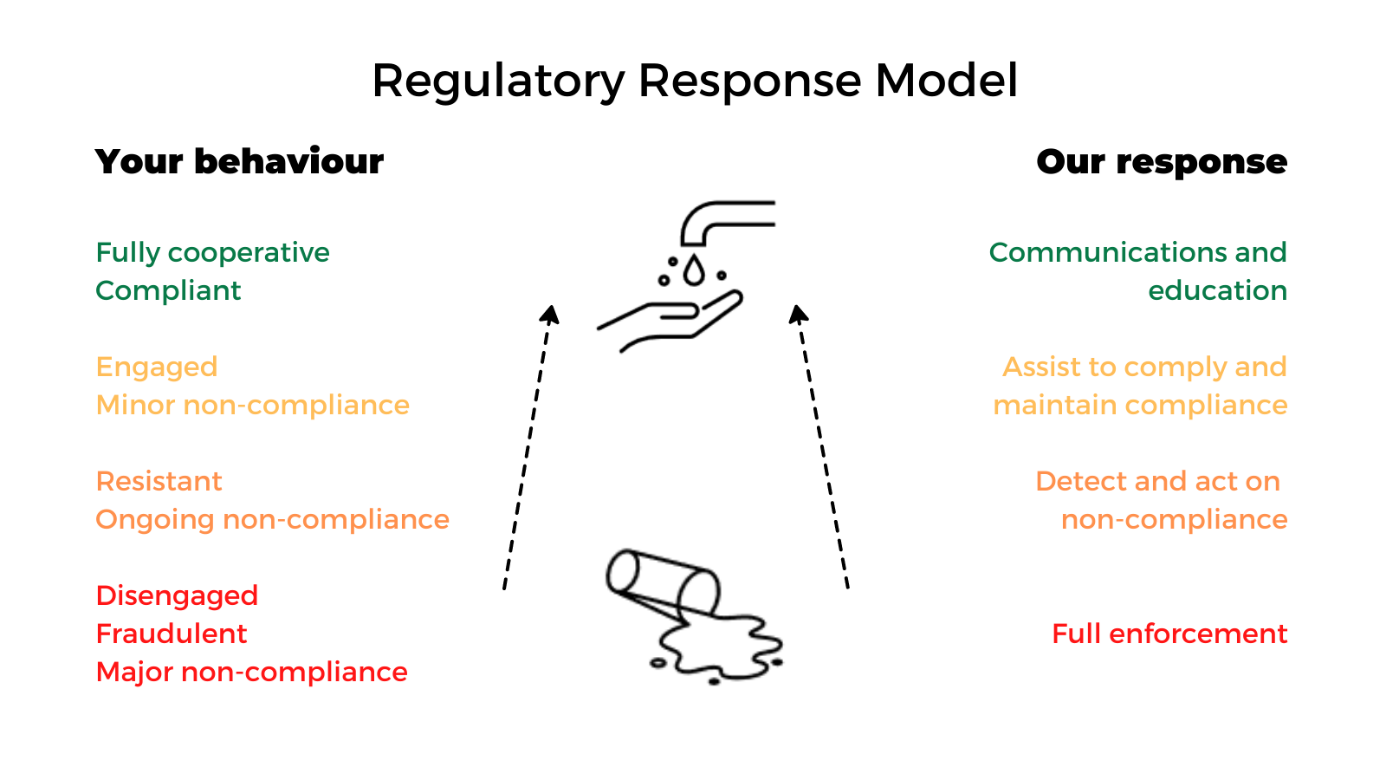 Regulatory Response Model
Your behaviour
Our response
Fully cooperative
Compliant
Communications and
education
Engaged
Minor non-compliance
Assist to comply and
maintain compliance
Resistant
Ongoing non-compliance
Detect and act on
non-compliance
Disengaged
Fraudulent
Major non-compliance
Full enforcement